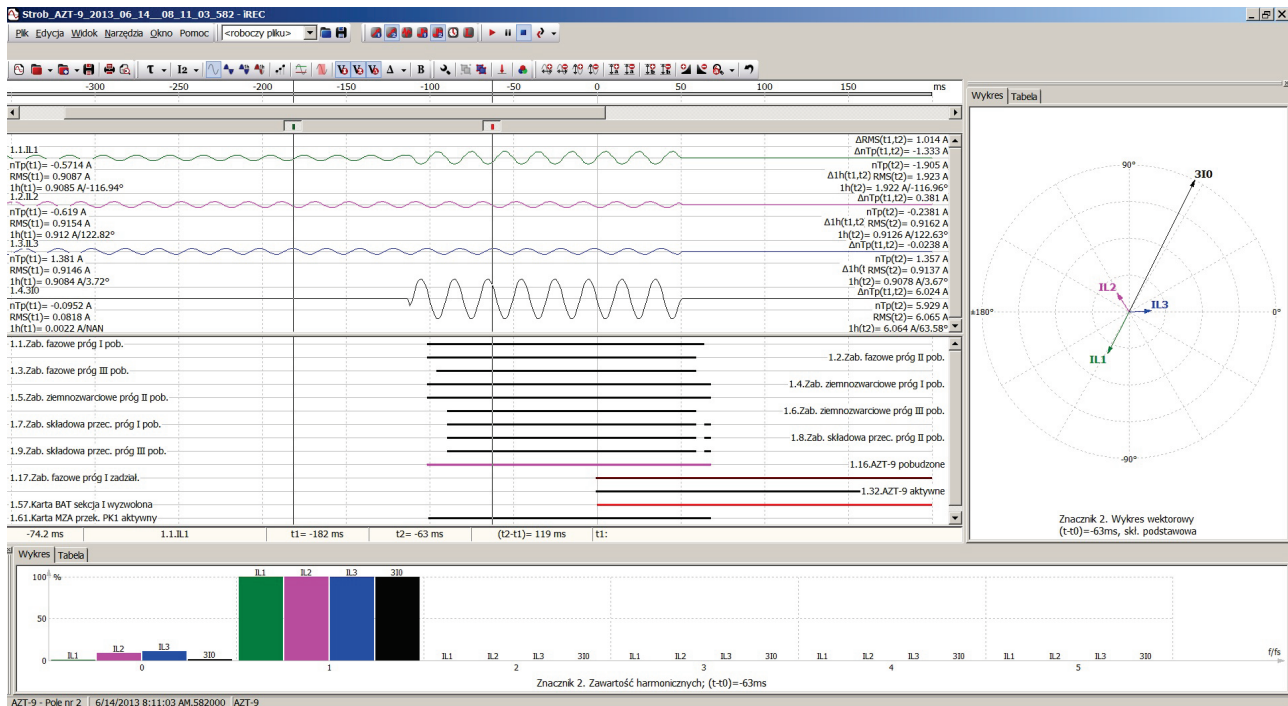 Strob_AZT-9_2013_06_14__08_11_03_582 - iREC
Plik Edycja Widok Narzędzia Okno Pomoc <roboczy pliku>
τ I2 Δ B
-300 -250 -200 -150 -100 -50 0 50 100 150 ms
1.1.IL1
nTp(t1)= -0.5714 A
RMS(t1)= 0.9087 A
1h(t1)= 0.9085 A/-116.94°
1.2.IL2
nTp(t1)= -0.619 A
RMS(t1)= 0.9154 A
1h(t1)= 0.912 A/122.82°
1.3.IL3
nTp(t1)= 1.381 A
RMS(t1)= 0.9146 A
1h(t1)= 0.9084 A/3.72°
1.4.3I0
nTp(t1)= -0.0952 A
RMS(t1)= 0.0818 A
1h(t1)= 0.0022 A/NAN
ΔRMS(t1,t2)= 1.014 A
ΔnTp(t1,t2)= -1.333 A
nTp(t2)= -1.905 A
Δ1h(t1,t2) RMS(t2)= 1.923 A
1h(t2)= 1.922 A/-116.96°
ΔnTp(t1,t2)= 0.381 A
nTp(t2)= -0.2381 A
Δ1h(t1,t2 RMS(t2)= 0.9162 A
1h(t2)= 0.9126 A/122.63°
ΔnTp(t1,t2)= -0.0238 A
nTp(t2)= 1.357 A
Δ1h(t RMS(t2)= 0.9137 A
1h(t2)= 0.9078 A/3.67°
ΔnTp(t1,t2)= 6.024 A
nTp(t2)= 5.929 A
RMS(t2)= 6.065 A
1h(t2)= 6.064 A/63.58°
1.1.Zab. fazowe próg I pob.
1.2.Zab. fazowe próg II pob.
1.3.Zab. fazowe próg III pob.
1.4.Zab. ziemnozwarciowe próg I pob.
1.5.Zab. ziemnozwarciowe próg II pob.
1.6.Zab. ziemnozwarciowe próg III pob.
1.7.Zab. składowa przec. próg I pob.
1.8.Zab. składowa przec. próg II pob.
1.9.Zab. składowa przec. próg III pob.
1.16.AZT-9 pobudzone
1.17.Zab. fazowe próg I zadział.
1.32.AZT-9 aktywne
1.57.Karta BAT sekcja I wyzwolona
1.61.Karta MZA przek. PK1 aktywny
-74.2 ms 1.1.IL1 t1= -182 ms t2= -63 ms (t2-t1)= 119 ms t1:
Wykres Tabela
90°
3I0
IL2
IL3
±180° 0°
IL1
-90°
Znacznik 2. Wykres wektorowy
(t-t0)=-63ms, skł. podstawowa
Wykres Tabela
100 %
50
0
IL1 IL2 IL3 3I0 IL1 IL2 IL3 3I0 IL1 IL2 IL3 3I0 IL1 IL2 IL3 3I0 IL1 IL2 IL3 3I0 IL1 IL2 IL3 3I0 f/fs
0 1 2 3 4 5
Znacznik 2. Zawartość harmonicznych; (t-t0)=-63ms
AZT-9 - Pole nr 2 6/14/2013 8:11:03 AM.582000 AZT-9